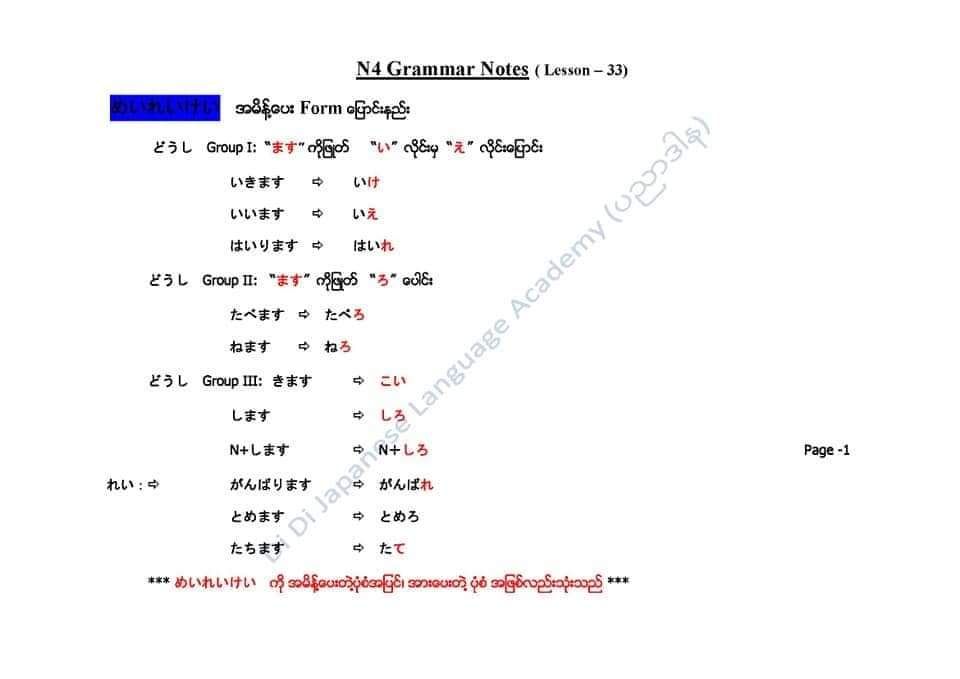 N4 Grammar Notes ( Lesson – 33)
めいれいけい အမိန့်ပေး Form ပြောင်းနည်း
どうし Group I: “ます” ကိုဖြုတ် “い” လိုင်းမှ “え” လိုင်းပြောင်း
いきます ⇨ いけ
いいます ⇨ いえ
はいります ⇨ はいれ
どうし Group II: “ます” ကိုဖြုတ် “ろ” ပေါင်း
たべます ⇨ たべろ
ねます ⇨ ねろ
どうし Group III: きます ⇨ こい
します ⇨ しろ
N+します ⇨ N+しろ
Page -1
れい : ⇨ がんばります ⇨ がんばれ
とめます ⇨ とめろ
たちます ⇨ たて
*** めいれいけい ကို အမိန့်ပေးတဲ့ပုံစံအပြင်၊ အားပေးတဲ့ ပုံစံ အဖြစ်လည်းသုံးသည် ***
Di Di Japanese Language Academy (ပညာဒါန)